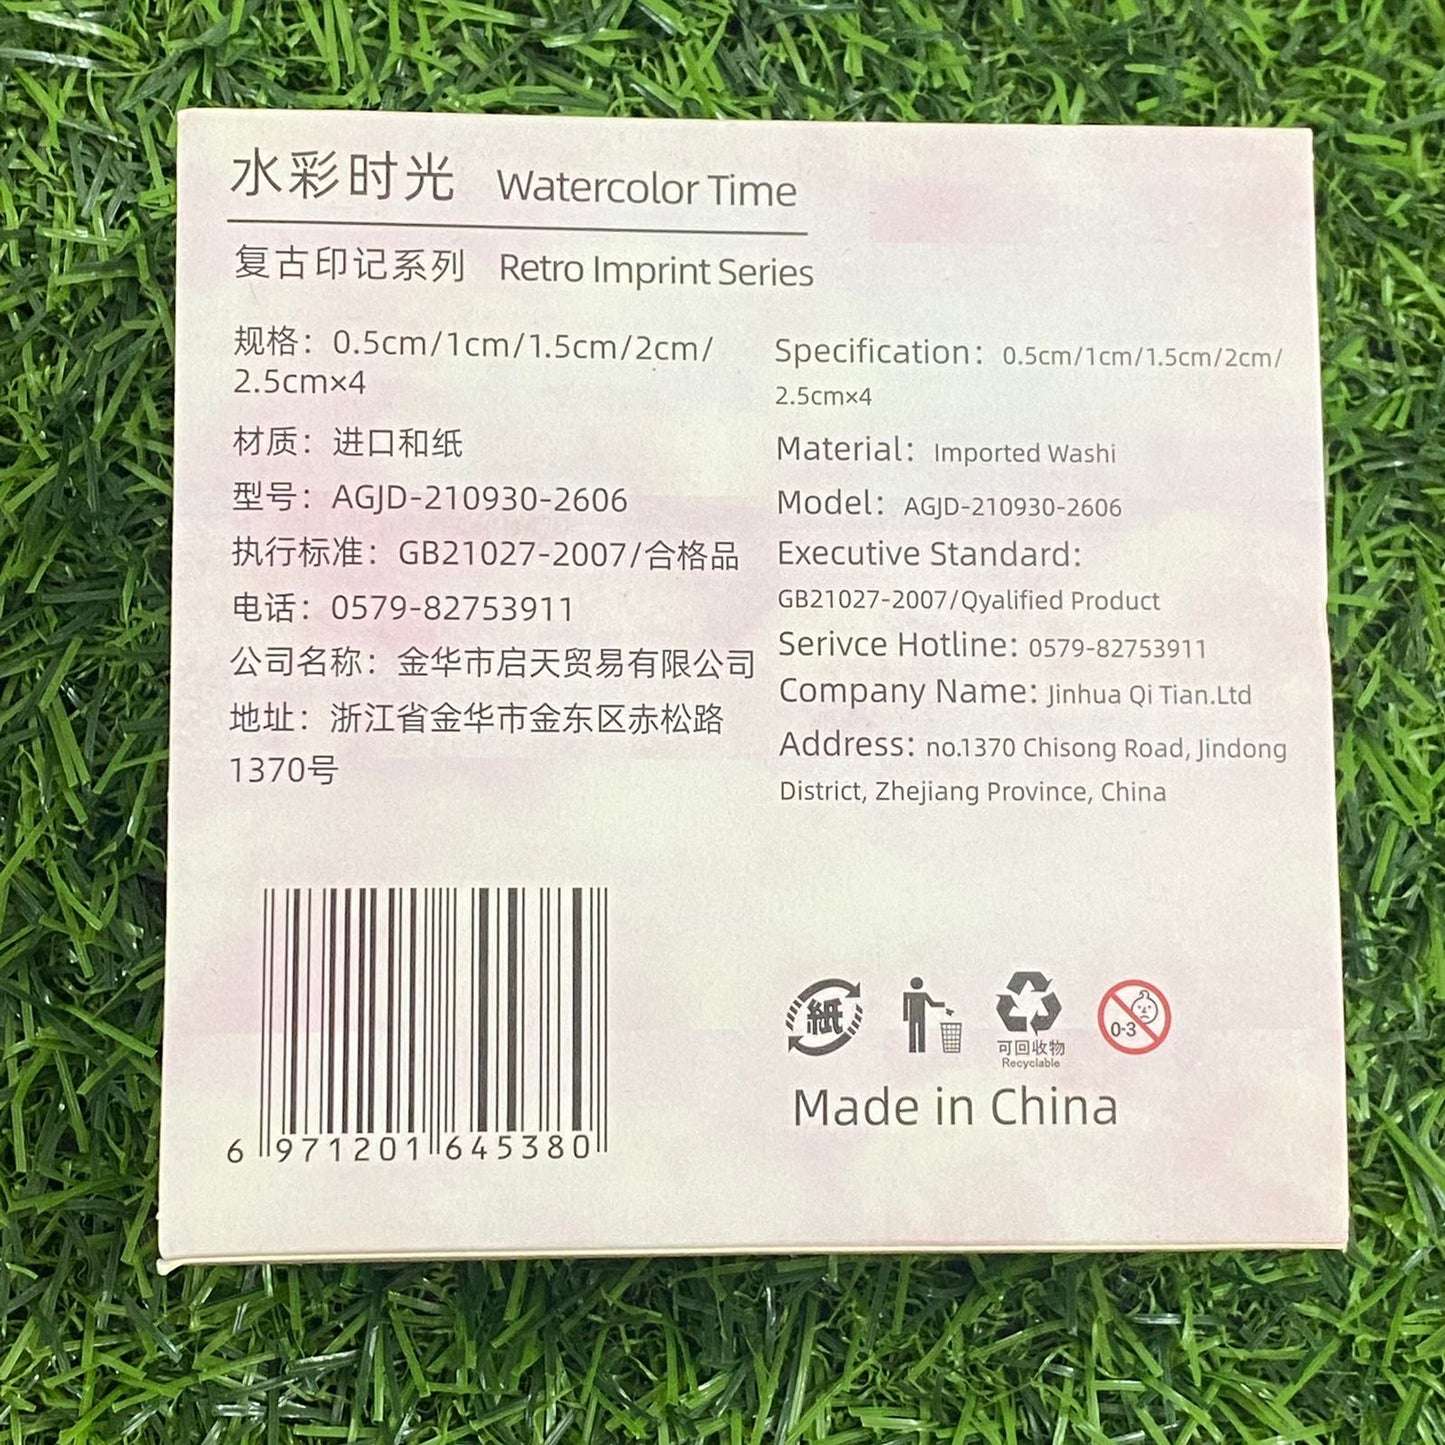 水彩时光 Watercolor Time
复古印记系列 Retro Imprint Series
规格：0.5cm/1cm/1.5cm/2cm/
2.5cm×4
材质：进口和纸
型号：AGJD-210930-2606
执行标准：GB21027-2007/合格品
电话：0579-82753911
公司名称：金华市启天贸易有限公司
地址：浙江省金华市金东区赤松路
1370号
Specification：0.5cm/1cm/1.5cm/2cm/
2.5cm×4
Material：Imported Washi
Model：AGJD-210930-2606
Executive Standard:
GB21027-2007/Qyalified Product
Serivce Hotline: 0579-82753911
Company Name: Jinhua Qi Tian.Ltd
Address: no.1370 Chisong Road, Jindong
District, Zhejiang Province, China
6 971201 645380
紙
可回收物
Recyclable
0-3
Made in China